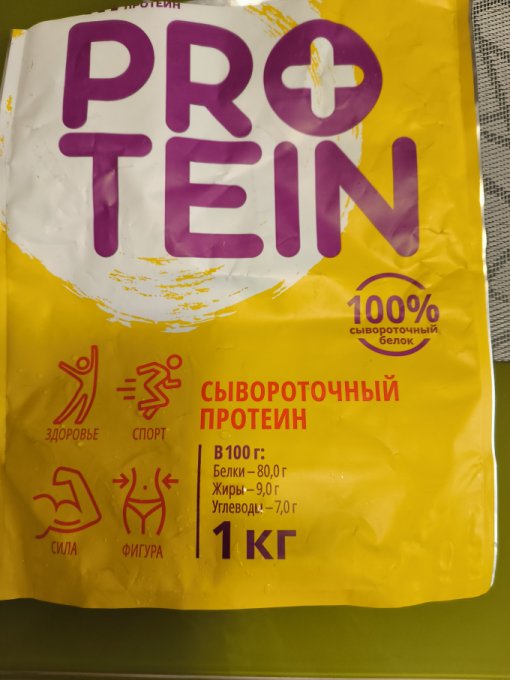 ПРОТЕИН
PRO
TEIN
100%
сывороточный
белок
ЗДОРОВЬЕ
СПОРТ
СЫВОРОТОЧНЫЙ
ПРОТЕИН
В 100 г:
Белки – 80,0 г
Жиры – 9,0 г
Углеводы – 7,0 г
СИЛА
ФИГУРА
1 кг